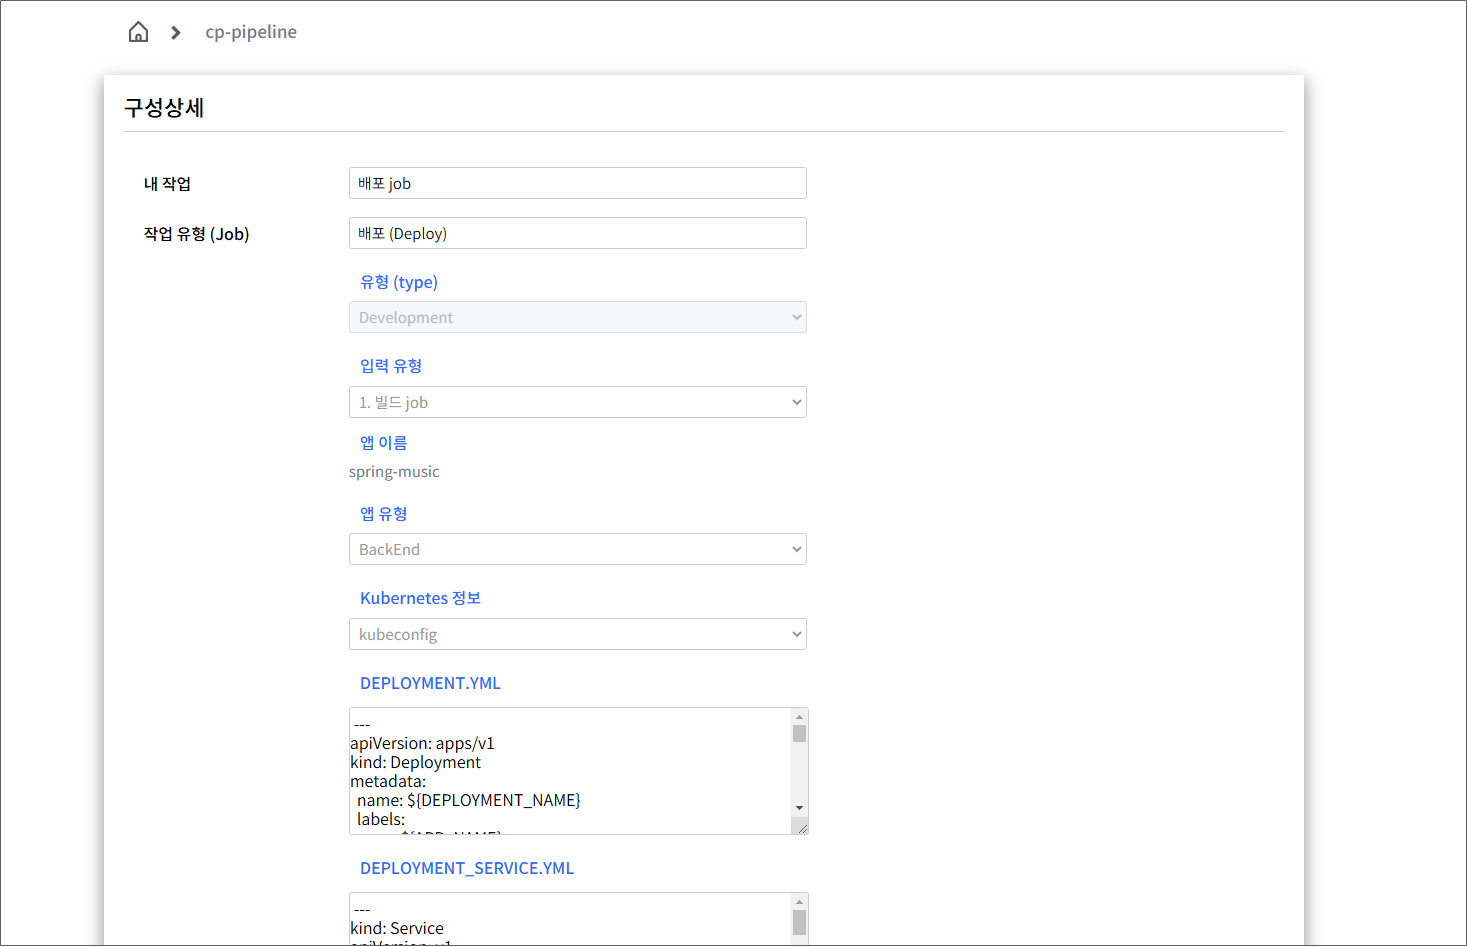 cp-pipeline
구성상세
내 작업
배포 job
작업 유형 (Job)
배포 (Deploy)
유형 (type)
Development
입력 유형
1. 빌드 job
앱 이름
spring-music
앱 유형
BackEnd
Kubernetes 정보
kubeconfig
DEPLOYMENT.YML
---
apiVersion: apps/v1
kind: Deployment
metadata:
name: ${DEPLOYMENT_NAME}
labels:
DEPLOYMENT_SERVICE.YML
---
kind: Service